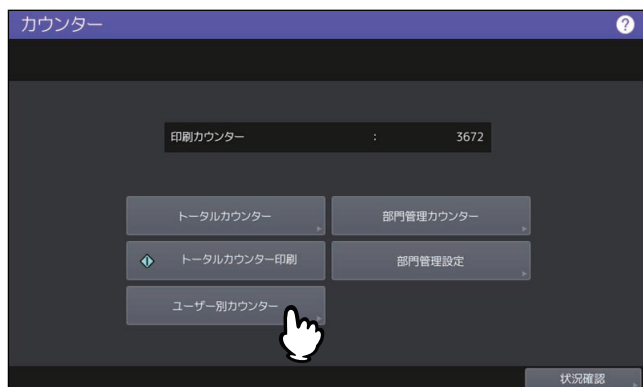 カウンター ?
印刷カウンター : 3672
トータルカウンター 部門管理カウンター
トータルカウンター印刷 部門管理設定
ユーザー別カウンター
状況確認